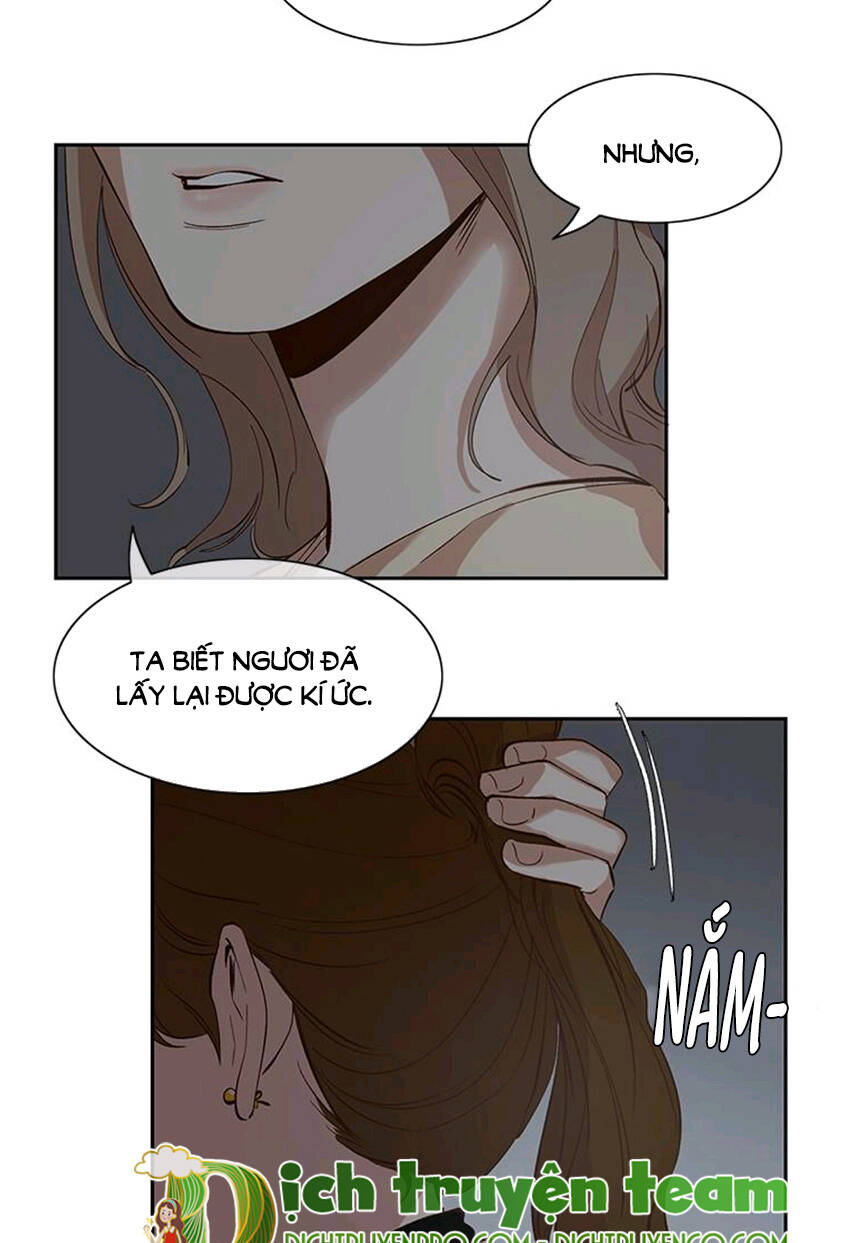 NHƯNG,
TA BIẾT NGƯƠI ĐÃ
LẤY LẠI ĐƯỢC KÍ ỨC.
NẮM-
Dịch truyện team